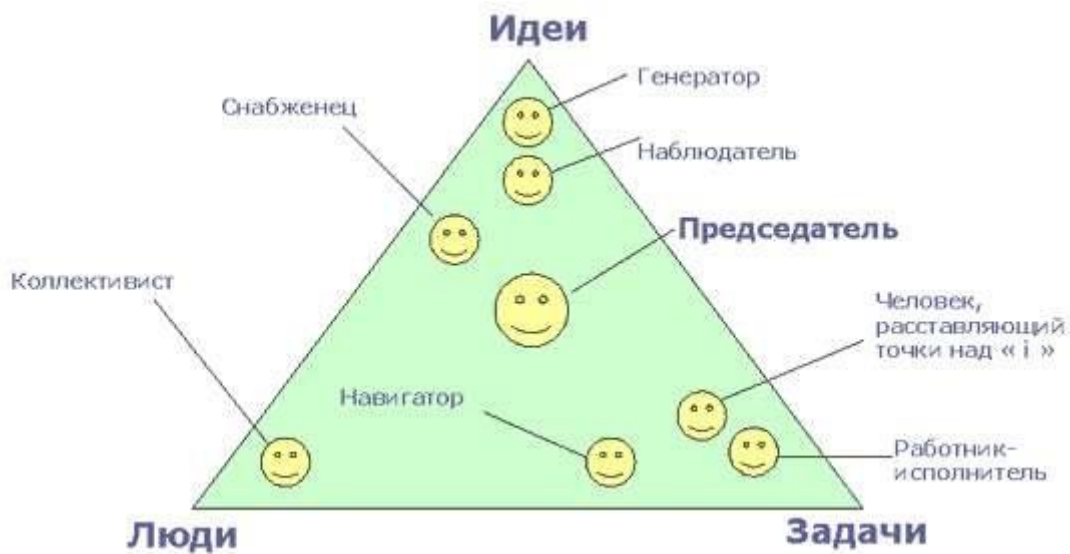 Идеи
Генератор
Снабженец
Наблюдатель
Председатель
Коллективист
Человек,
расставляющий
точки над « i »
Навигатор
Работник-
исполнитель
Люди
Задачи